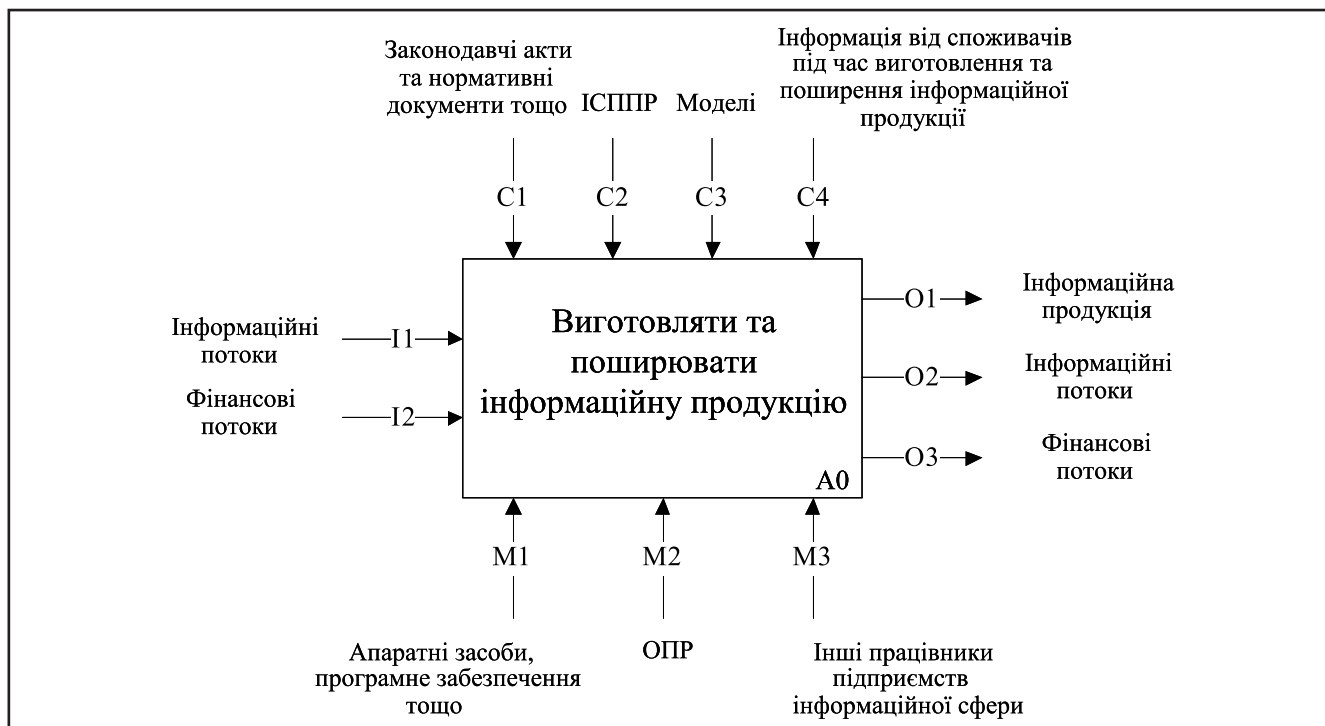 Законодавчі акти
та нормативні
документи тощо
ІСППР
Моделі
Інформація від споживачів
під час виготовлення та
поширення інформаційної
продукції
C1
C2
C3
C4
Інформаційні
потоки
I1
Фінансові
потоки
I2
Виготовляти та
поширювати
інформаційну продукцію
A0
O1
Інформаційна
продукція
O2
Інформаційні
потоки
O3
Фінансові
потоки
M1
M2
M3
Апаратні засоби,
програмне забезпечення
тощо
ОПР
Інші працівники
підприємств
інформаційної сфери